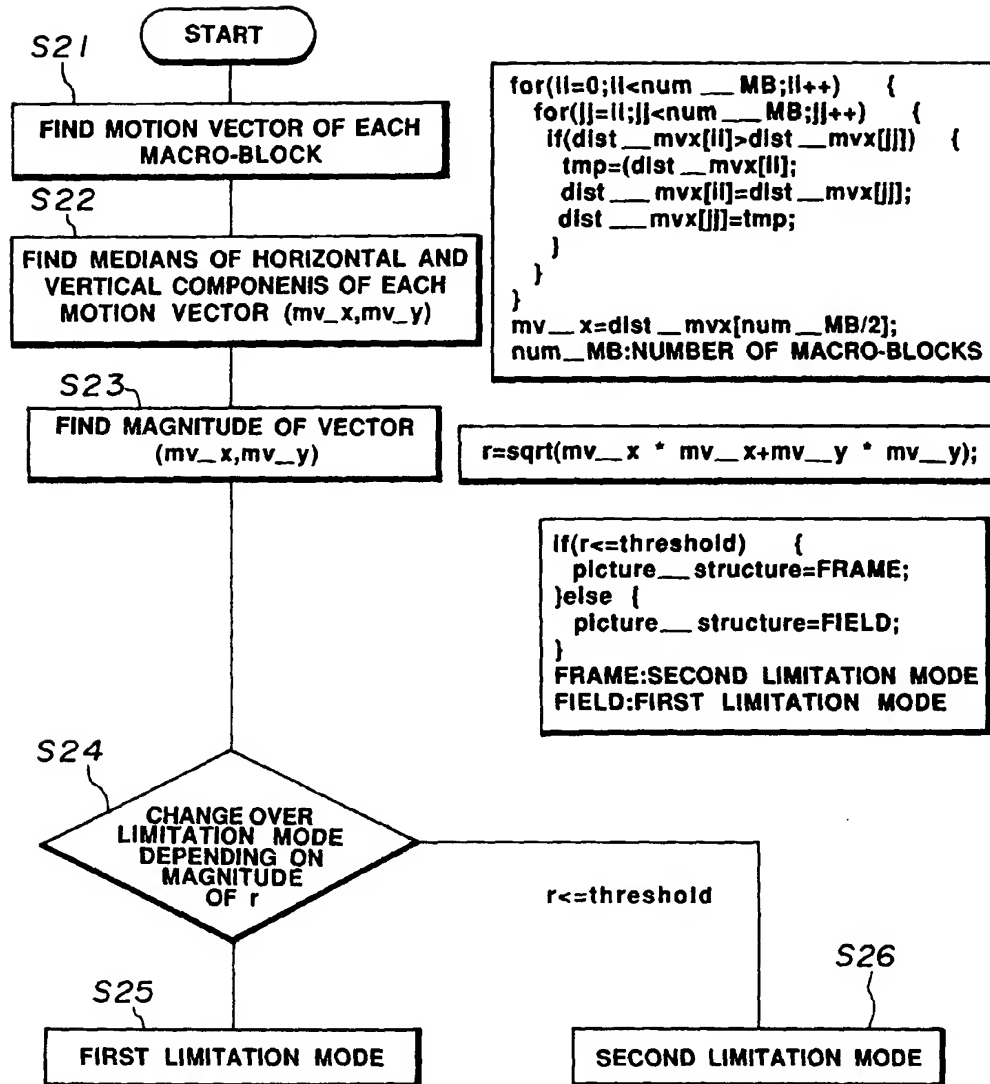 START
S21
FIND MOTION VECTOR OF EACH
MACRO-BLOCK
S22
FIND MEDIANS OF HORIZONTAL AND
VERTICAL COMPONENIS OF EACH
MOTION VECTOR (mv_x,mv_y)
S23
FIND MAGNITUDE OF VECTOR
(mv_x,mv_y)
for(ii=0;ii<num__MB;ii++) {
for(jj=ii;jj<num__MB;jj++) {
if(dist__mvx[ii]>dist__mvx[jj]) {
tmp=(dist__mvx[ii];
dist__mvx[ii]=dist__mvx[jj];
dist__mvx[jj]=tmp;
}
}
}
mv__x=dist__mvx[num__MB/2];
num_MB:NUMBER OF MACRO-BLOCKS
r=sqrt(mv__x * mv__x+mv__y * mv__y);
if(r<=threshold) {
picture__structure=FRAME;
}else {
picture__structure=FIELD;
}
FRAME:SECOND LIMITATION MODE
FIELD:FIRST LIMITATION MODE
S24
CHANGE OVER
LIMITATION MODE
DEPENDING ON
MAGNITUDE
OF r
r<=threshold
S25
FIRST LIMITATION MODE
S26
SECOND LIMITATION MODE